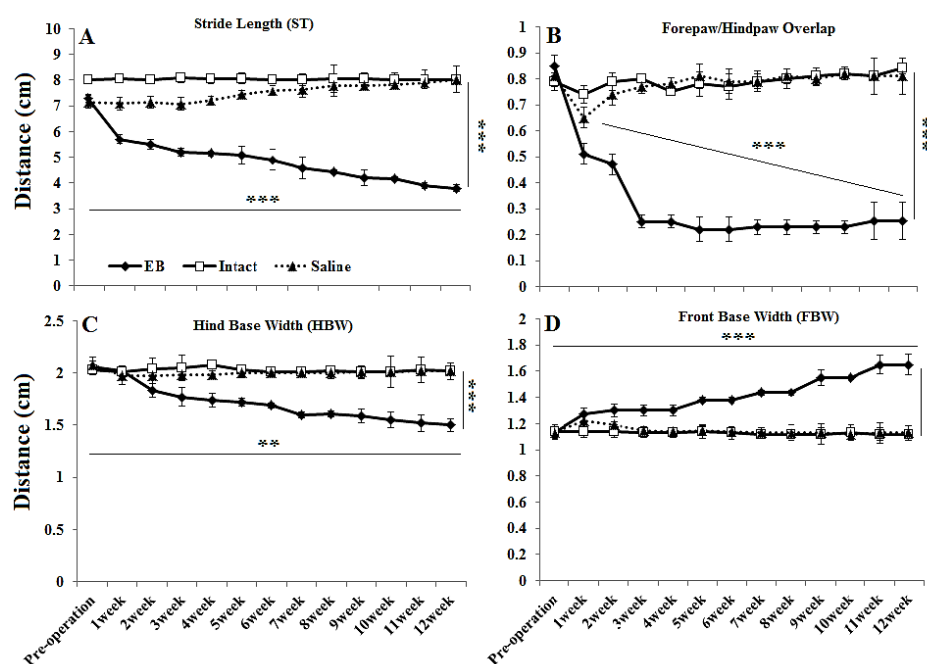 A
Stride Length (ST)
Distance (cm)
10
9
8
7
6
5
4
3
2
1
0
***
***
EB Intact Saline
B
Forepaw/Hindpaw Overlap
1
0.9
0.8
0.7
0.6
0.5
0.4
0.3
0.2
0.1
0
***
***
C
Hind Base Width (HBW)
Distance (cm)
2.5
2
1.5
1
0.5
0
***
**
Pre-operation
1week
2week
3week
4week
5week
6week
7week
8week
9week
10week
11week
12week
D
Front Base Width (FBW)
2
1.8
1.6
1.4
1.2
1
0.8
0.6
0.4
0.2
0
***
Pre-operation
1week
2week
3week
4week
5week
6week
7week
8week
9week
10week
11week
12week